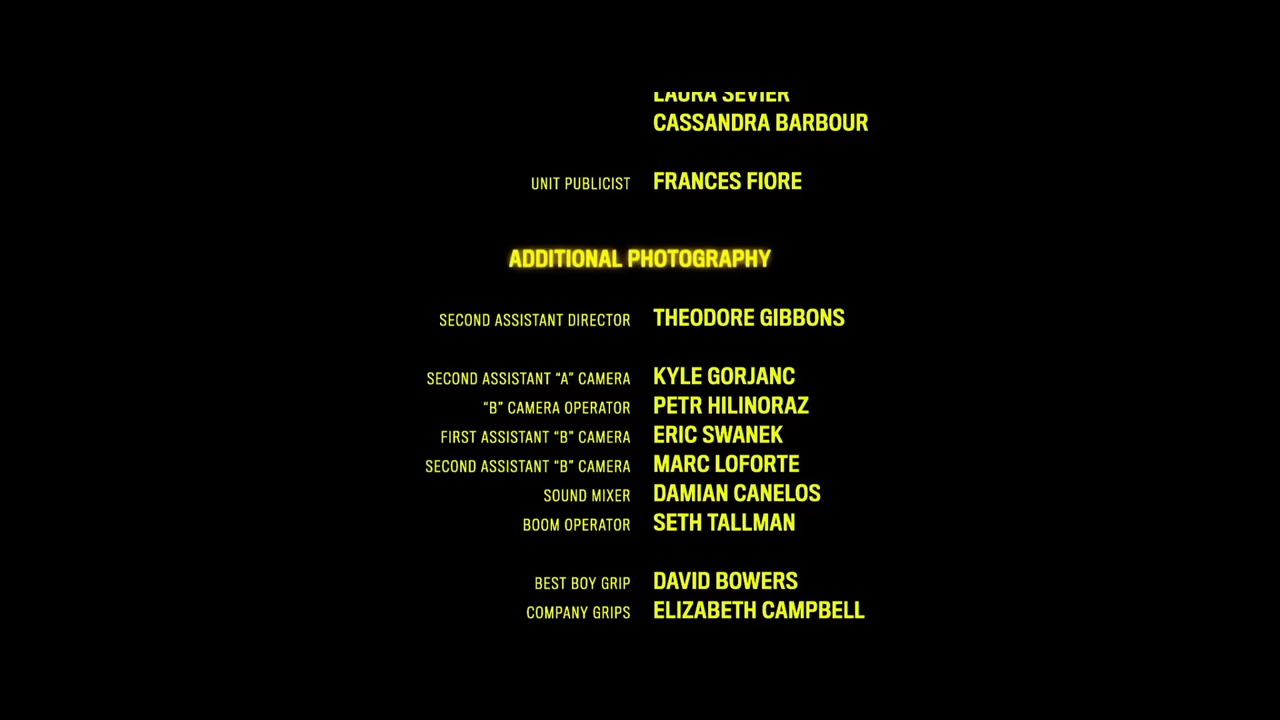 LAURA SEVIER
CASSANDRA BARBOUR
UNIT PUBLICIST FRANCES FIORE
ADDITIONAL PHOTOGRAPHY
SECOND ASSISTANT DIRECTOR THEODORE GIBBONS
SECOND ASSISTANT “A” CAMERA KYLE GORJANC
“B” CAMERA OPERATOR PETR HILINORAZ
FIRST ASSISTANT “B” CAMERA ERIC SWANEK
SECOND ASSISTANT “B” CAMERA MARC LOFORTE
SOUND MIXER DAMIAN CANELOS
BOOM OPERATOR SETH TALLMAN
BEST BOY GRIP DAVID BOWERS
COMPANY GRIPS ELIZABETH CAMPBELL